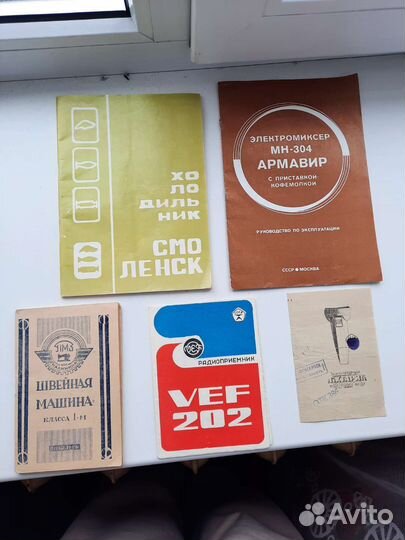 ХО
ЛО
ДИЛЬ
НИК
СМО
ЛЕНСК
ЭЛЕКТРОМИКСЕР
МН-304
АРМАВИР
С ПРИСТАВКОЙ-
КОФЕМОЛКОЙ
РУКОВОДСТВО ПО ЭКСПЛУАТАЦИИ
СССР • МОСКВА
ПМЗ
ШВЕЙНАЯ
МАШИНА
КЛАССА 1-М
РАДИОПРИЕМНИК
VEF
202
Avito